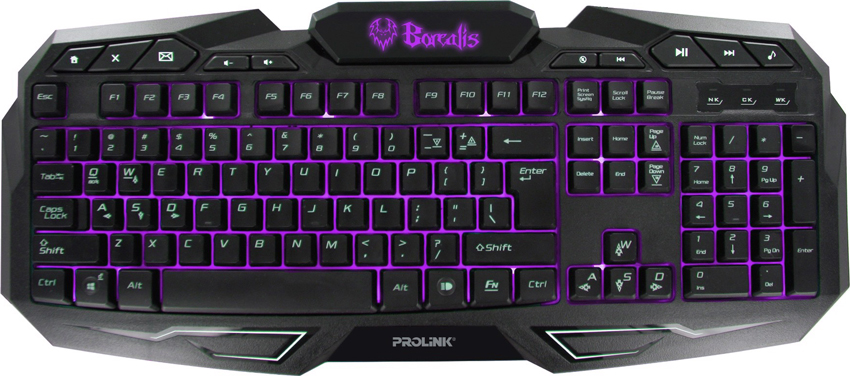 Borealis
Esc F1 F2 F3 F4 F5 F6 F7 F8 F9 F10 F11 F12 Print Screen SysRq Scroll Lock Pause Break NK CK WK
~ ! 1 @ 2 # 3 $ 4 % 5 ^ 6 & 7 * 8 ( 9 ) 0 Insert Home Page Up Num Lock / * −
Tab Q W E R T Y U I O P { [ } ] Enter Delete End Page Down 7 Home 8 9 Pg Up +
Caps Lock A S D F G H J K L : ; " ' | \ 4 5 6
Shift Z X C V B N M < , > . ? / Shift W 1 End 2 3 Pg Dn Enter
Ctrl Alt Alt FN Ctrl A S D 0 Ins . Del
PROLiNK®